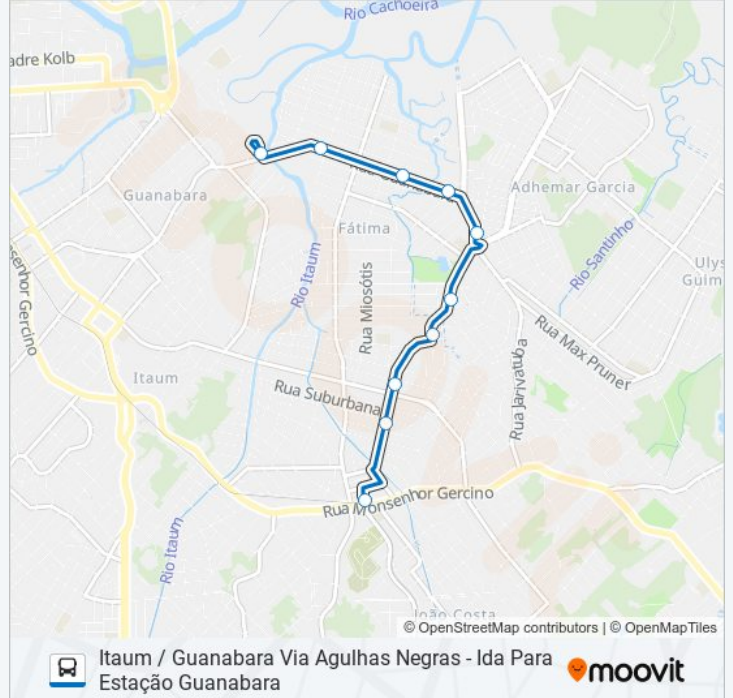 Rio Cachoeira
adre Kolb
Guanabara
Adhemar Garcia
Fátima
Rio Santinho
Ulys
Guim
Rio Itaum
Rua Miosótis
onsenhor Gercino
Rua Max Pruner
Itaum
Rua Jarivatuba
Rua Suburbana
Rua Monsenhor Gercino
Rio Itaum
João Costa
© OpenStreetMap contributors | © OpenMapTiles
Itaum / Guanabara Via Agulhas Negras - Ida Para
Estação Guanabara
moovit